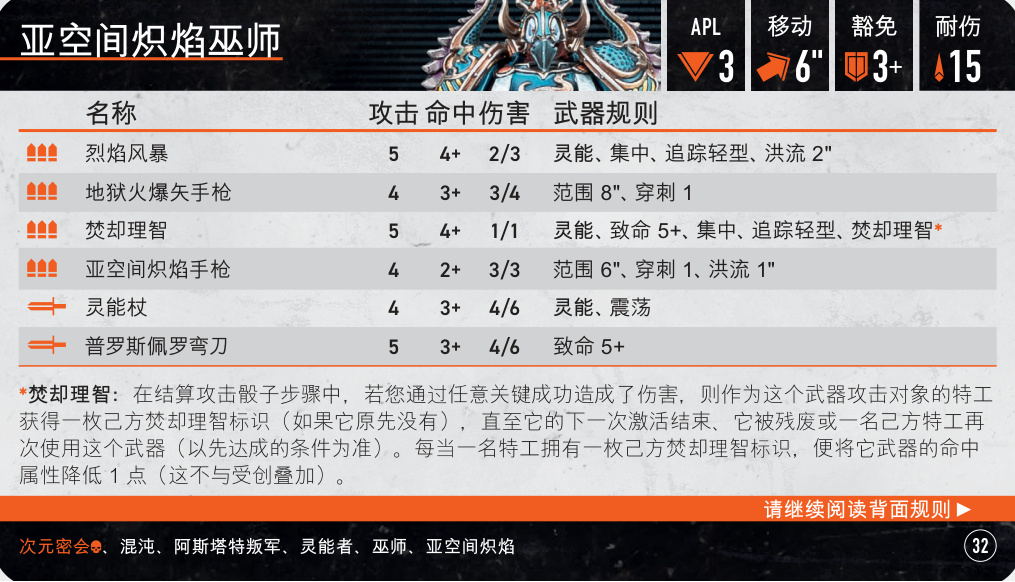 亚空间炽焰巫师
APL 移动 豁免 耐伤
3 6" 3+ 15
名称 攻击 命中 伤害 武器规则
烈焰风暴 5 4+ 2/3 灵能、集中、追踪轻型、洪流 2"
地狱火爆矢手枪 4 3+ 3/4 范围 8"、穿刺 1
焚却理智 5 4+ 1/1 灵能、致命 5+、集中、追踪轻型、焚却理智*
亚空间炽焰手枪 4 2+ 3/3 范围 6"、穿刺 1、洪流 1"
灵能杖 4 3+ 4/6 灵能、震荡
普罗斯佩罗弯刀 5 3+ 4/6 致命 5+
*焚却理智：在结算攻击骰子步骤中，若您通过任意关键成功造成了伤害，则作为这个武器攻击对象的特工
获得一枚己方焚却理智标识（如果它原先没有），直至它的下一次激活结束、它被残废或一名己方特工再
次使用这个武器（以先达成的条件为准）。每当一名特工拥有一枚己方焚却理智标识，便将它武器的命中
属性降低 1 点（这不与受创叠加）。
请继续阅读背面规则▶
次元密会、混沌、阿斯塔特叛军、灵能者、巫师、亚空间炽焰 32